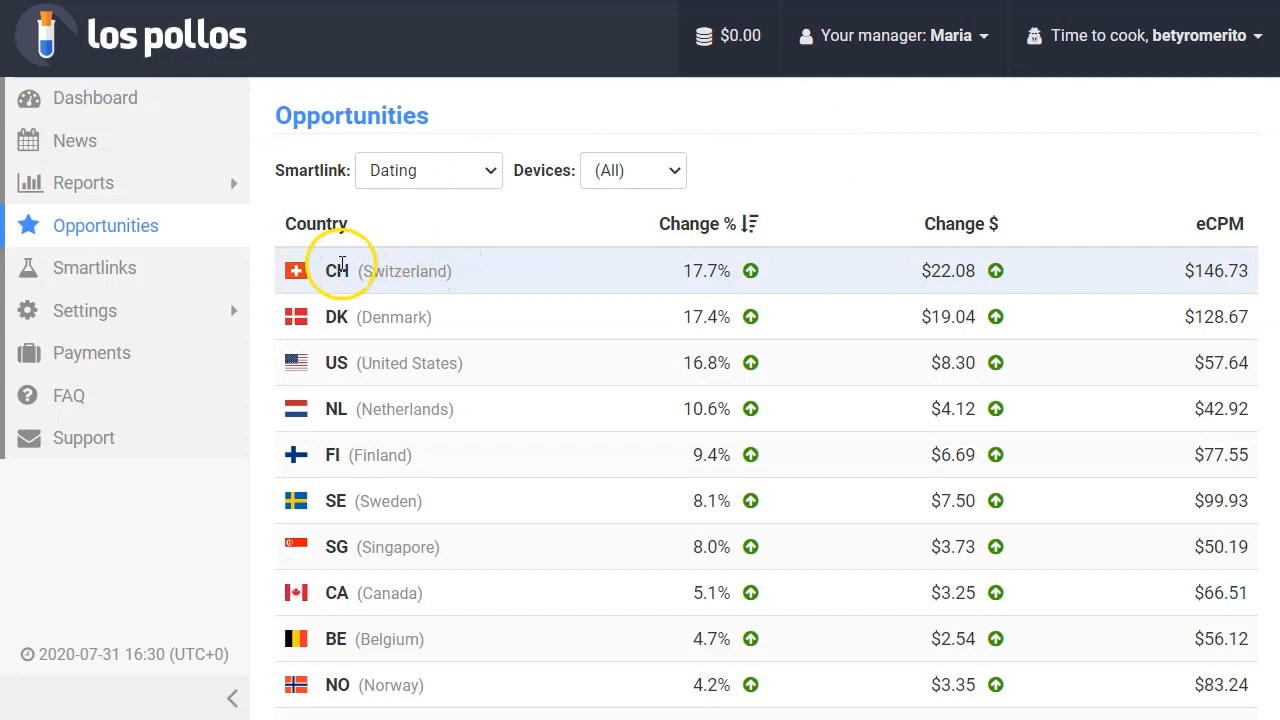 los pollos
$0.00
Your manager: Maria
Time to cook, betyromerito
Dashboard
News
Reports
Opportunities
Smartlinks
Settings
Payments
FAQ
Support
2020-07-31 16:30 (UTC+0)
Opportunities
Smartlink: Dating Devices: (All)
Country Change % Change $ eCPM
CH (Switzerland) 17.7% $22.08 $146.73
DK (Denmark) 17.4% $19.04 $128.67
US (United States) 16.8% $8.30 $57.64
NL (Netherlands) 10.6% $4.12 $42.92
FI (Finland) 9.4% $6.69 $77.55
SE (Sweden) 8.1% $7.50 $99.93
SG (Singapore) 8.0% $3.73 $50.19
CA (Canada) 5.1% $3.25 $66.51
BE (Belgium) 4.7% $2.54 $56.12
NO (Norway) 4.2% $3.35 $83.24